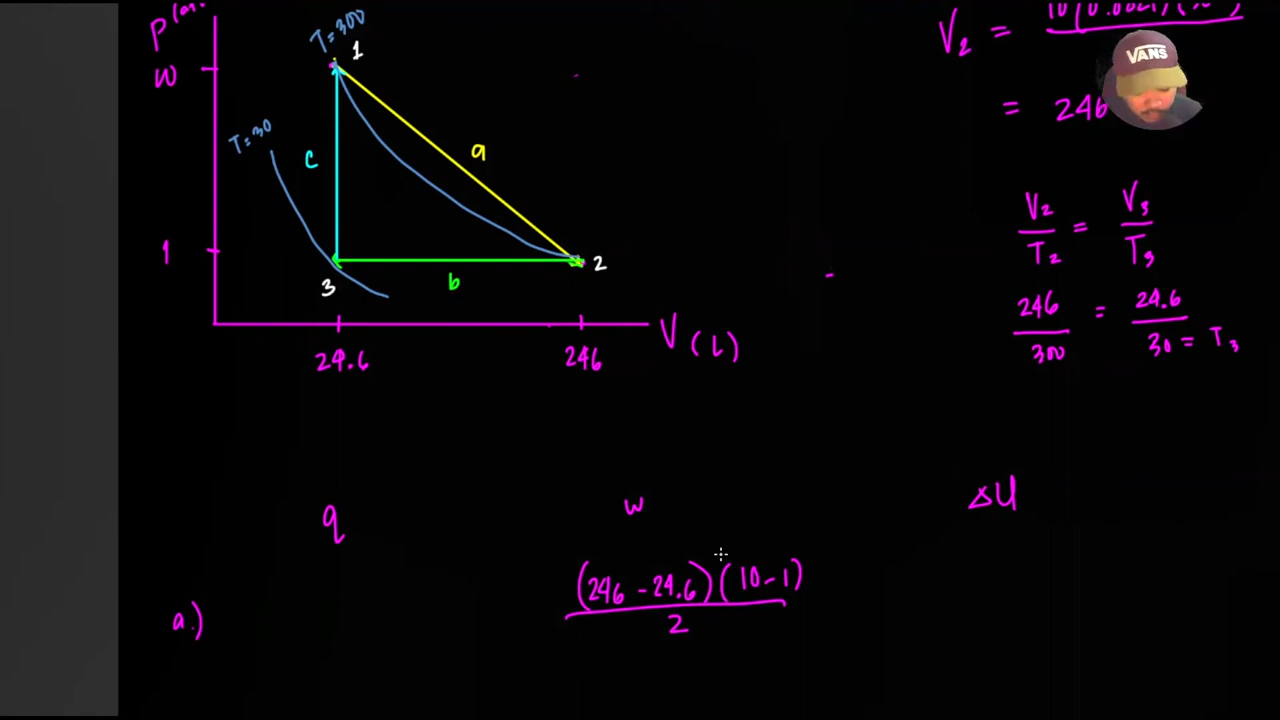 P (
T=300
1
10
T=30
c
a
1
2
b
3
24.6
246
V (L)
V₂ =
= 246
VANS
V₂/T₂ = V₃/T₃
246/300 = 24.6/30 = T₃
q
w
ΔU
a.)
(246 - 24.6)(10 - 1)
2